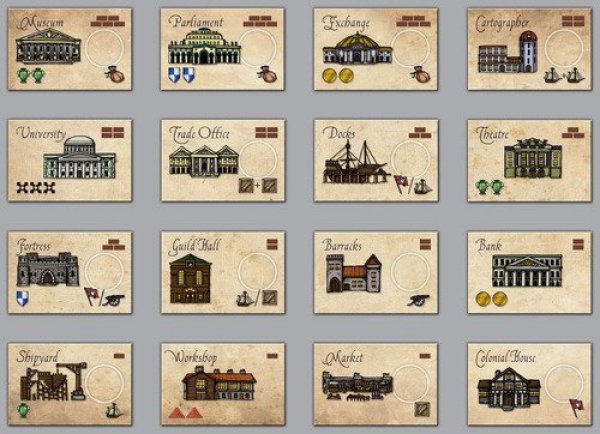 Museum
Parliament
Exchange
Cartographer
University
Trade Office
Docks
Theatre
Fortress
Guild Hall
Barracks
Bank
Shipyard
Workshop
Market
Colonial House